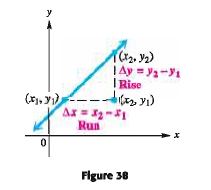 y
(x₂, y₂)
Δy = y₂ – y₁
Rise
(x₁, y₁)
(x₂, y₁)
Δx = x₂ – x₁
Run
x
0
Figure 38